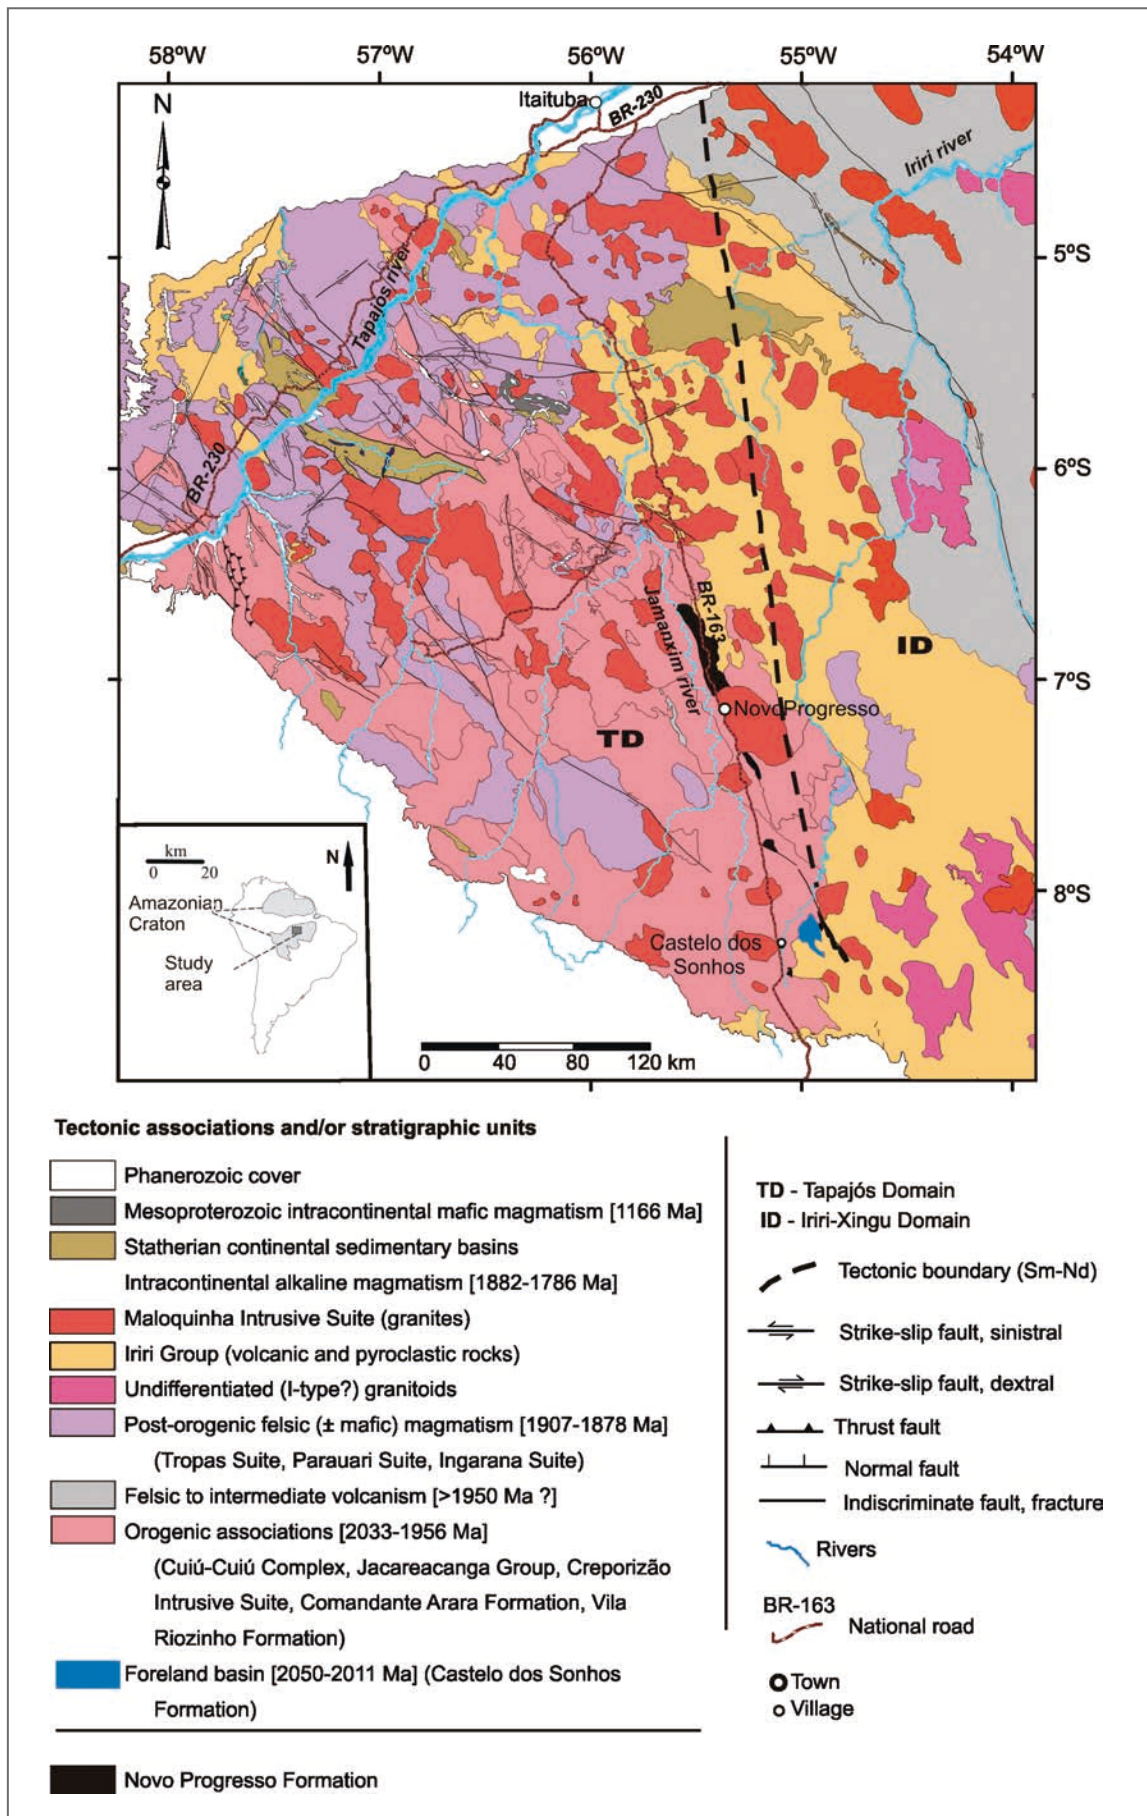 58ºW 57ºW 56ºW 55ºW 54ºW
N
Itaituba
BR-230
Iriri river
5ºS
Tapajos river
6ºS
BR-230
Jamanxim river
BR-163
ID
7ºS
Novo Progresso
TD
km
0 20
N
Amazonian
Craton
Study
area
8ºS
Castelo dos
Sonhos
0 40 80 120 km
Tectonic associations and/or stratigraphic units
Phanerozoic cover
Mesoproterozoic intracontinental mafic magmatism [1166 Ma]
Statherian continental sedimentary basins
Intracontinental alkaline magmatism [1882-1786 Ma]
Maloquinha Intrusive Suite (granites)
Iriri Group (volcanic and pyroclastic rocks)
Undifferentiated (I-type?) granitoids
Post-orogenic felsic (± mafic) magmatism [1907-1878 Ma]
(Tropas Suite, Parauari Suite, Ingarana Suite)
Felsic to intermediate volcanism [>1950 Ma ?]
Orogenic associations [2033-1956 Ma]
(Cuiú-Cuiú Complex, Jacareacanga Group, Creporizão
Intrusive Suite, Comandante Arara Formation, Vila
Riozinho Formation)
Foreland basin [2050-2011 Ma] (Castelo dos Sonhos
Formation)
Novo Progresso Formation
TD - Tapajós Domain
ID - Iriri-Xingu Domain
Tectonic boundary (Sm-Nd)
Strike-slip fault, sinistral
Strike-slip fault, dextral
Thrust fault
Normal fault
Indiscriminate fault, fracture
Rivers
BR-163
National road
Town
Village